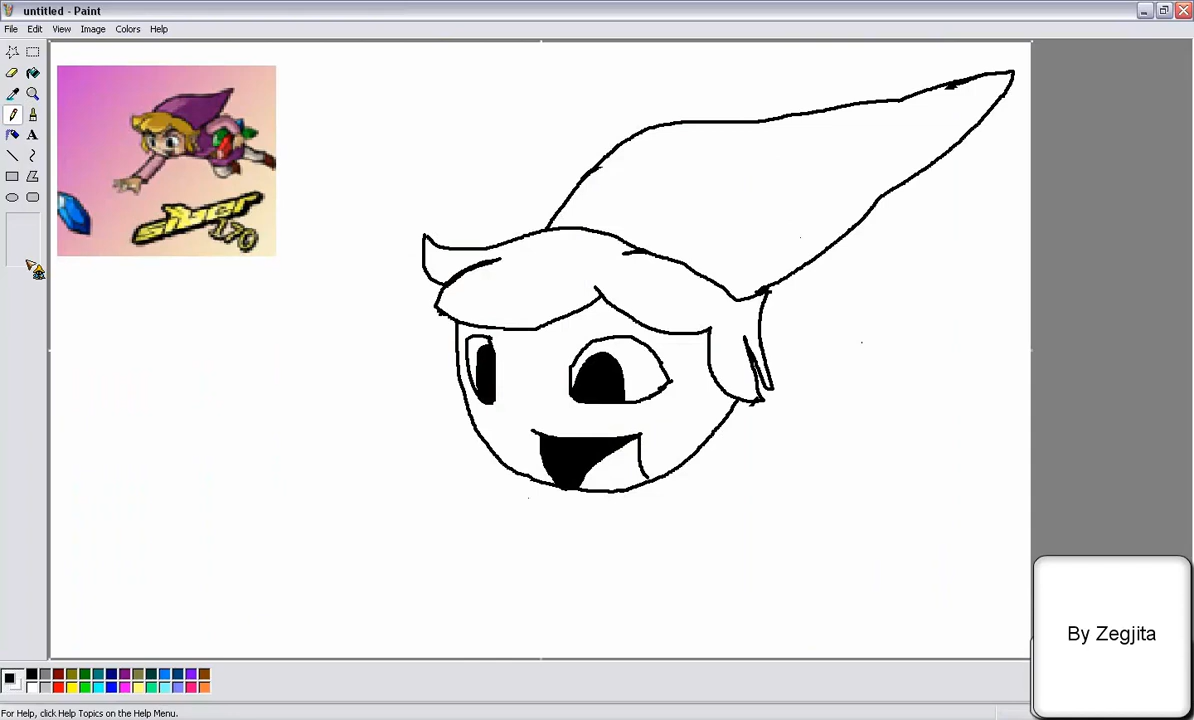 untitled - Paint
File Edit View Image Colors Help
A
silver
170
By Zegjita
For Help, click Help Topics on the Help Menu.